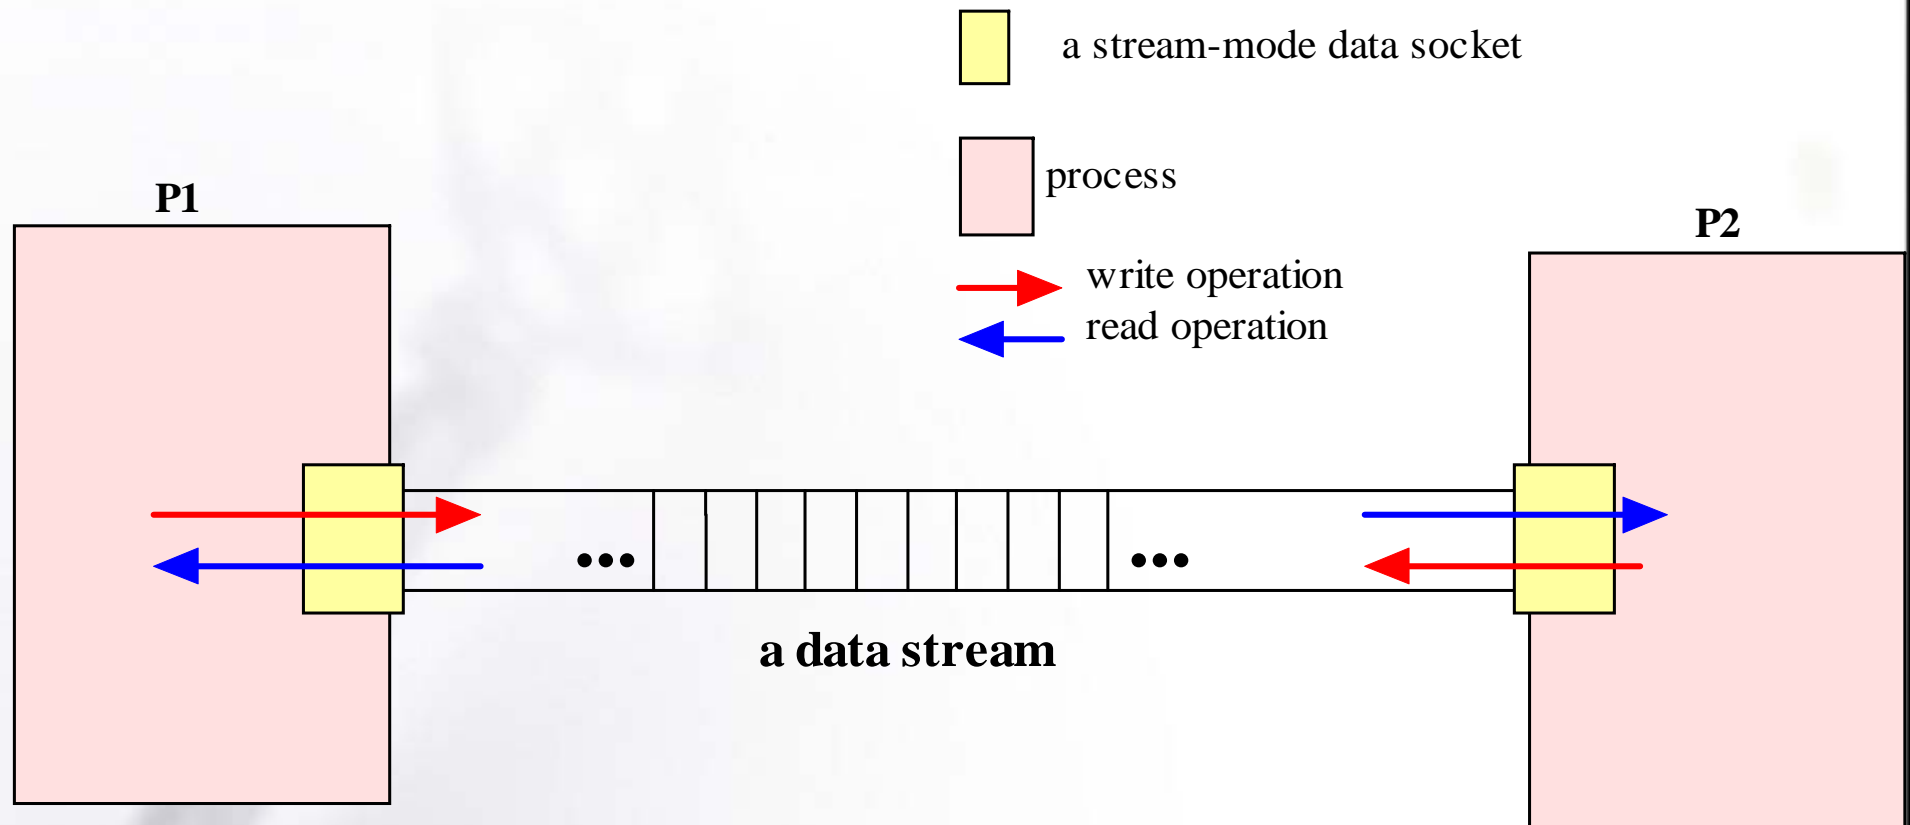 a stream-mode data socket
process
P1
P2
write operation
read operation
a data stream